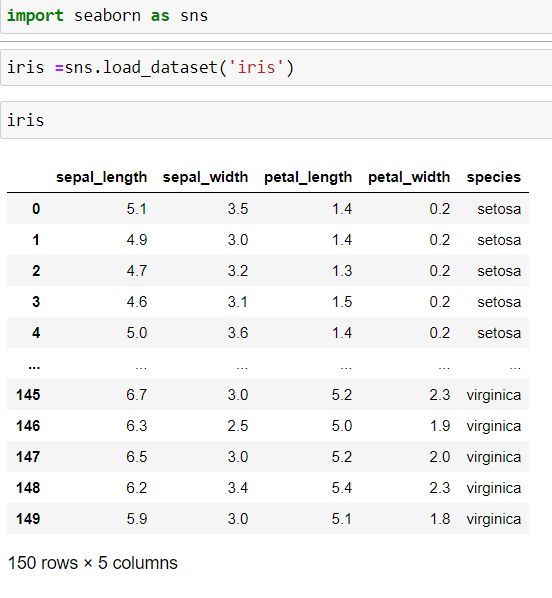 import seaborn as sns
iris =sns.load_dataset('iris')
iris
sepal_length sepal_width petal_length petal_width species
0 5.1 3.5 1.4 0.2 setosa
1 4.9 3.0 1.4 0.2 setosa
2 4.7 3.2 1.3 0.2 setosa
3 4.6 3.1 1.5 0.2 setosa
4 5.0 3.6 1.4 0.2 setosa
... ... ... ... ... ...
145 6.7 3.0 5.2 2.3 virginica
146 6.3 2.5 5.0 1.9 virginica
147 6.5 3.0 5.2 2.0 virginica
148 6.2 3.4 5.4 2.3 virginica
149 5.9 3.0 5.1 1.8 virginica
150 rows × 5 columns